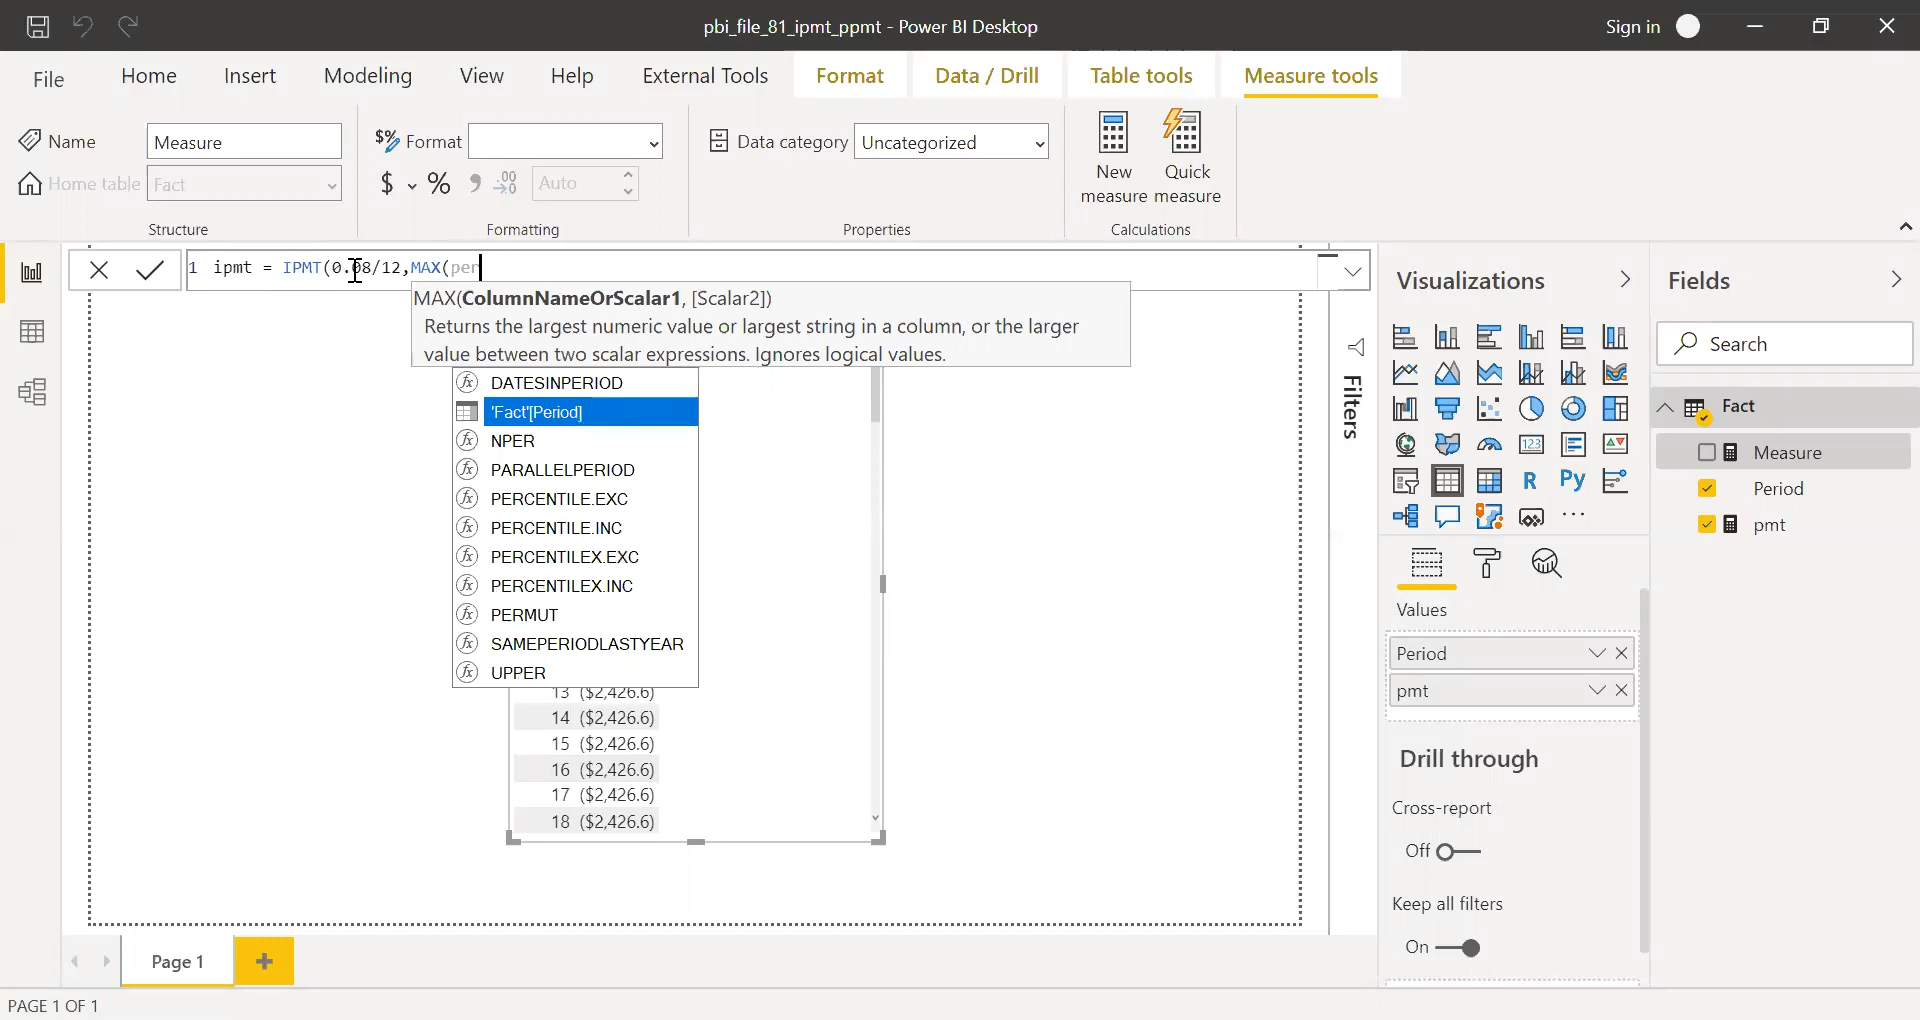 pbi_file_81_ipmt_ppmt - Power BI Desktop
Sign in
File Home Insert Modeling View Help External Tools Format Data / Drill Table tools Measure tools
Name Measure
Home table Fact
Structure
$% Format
$ % 9 .00 →0 Auto
Formatting
Data category Uncategorized
Properties
New measure
Quick measure
Calculations
1 ipmt = IPMT(0.08/12,MAX(per
MAX(ColumnNameOrScalar1, [Scalar2])
Returns the largest numeric value or largest string in a column, or the larger
value between two scalar expressions. Ignores logical values.
DATESINPERIOD
'Fact'[Period]
NPER
PARALLELPERIOD
PERCENTILE.EXC
PERCENTILE.INC
PERCENTILEX.EXC
PERCENTILEX.INC
PERMUT
SAMEPERIODLASTYEAR
UPPER
13 ($2,426.6)
14 ($2,426.6)
15 ($2,426.6)
16 ($2,426.6)
17 ($2,426.6)
18 ($2,426.6)
Filters
Visualizations
123
R
Py
...
Values
Period
pmt
Drill through
Cross-report
Off
Keep all filters
On
Fields
Search
Fact
Measure
Period
pmt
Page 1
PAGE 1 OF 1